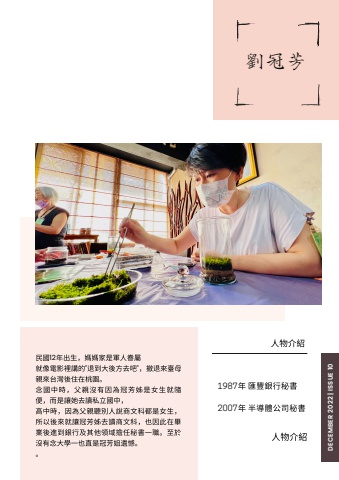 劉冠芳
民國12年出生，媽媽家是軍人眷屬
就像電影裡講的"退到大後方去吧"，撤退來臺母
親來台灣後住在桃園。
念國中時，父親沒有因為冠芳姊是女生就隨
便，而是讓她去讀私立國中，
高中時，因為父親聽別人說商文科都是女生，
所以後來就讓冠芳姊去讀商文科，也因此在畢
業後進到銀行及其他領域擔任秘書一職。至於
沒有念大學一也直是冠芳姐遺憾。
。
人物介紹
1987年 匯豐銀行秘書
2007年 半導體公司秘書
人物介紹
DECEMBER 2022 | ISSUE 10